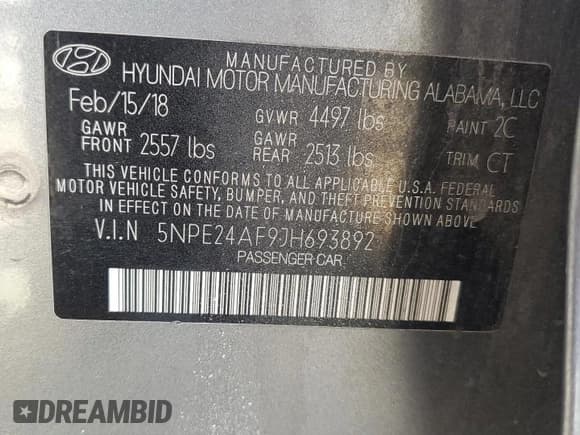 MANUFACTURED BY
HYUNDAI MOTOR MANUFACTURING ALABAMA, LLC
Feb/15/18 GVWR 4497 lbs PAINT 2C
GAWR FRONT 2557 lbs GAWR REAR 2513 lbs TRIM CT
THIS VEHICLE CONFORMS TO ALL APPLICABLE U.S.A. FEDERAL
MOTOR VEHICLE SAFETY, BUMPER, AND THEFT PREVENTION STANDARDS
IN EFFECT ON THE DATE OF MANUFACTURE SHOWN ABOVE.
V.I.N 5NPE24AF9JH693892
PASSENGER CAR
DREAMBID